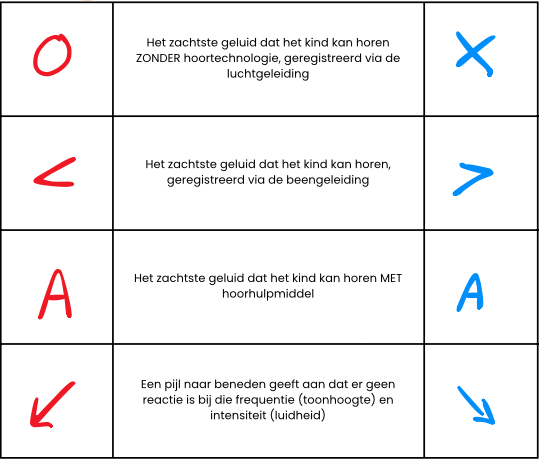 O
Het zachtste geluid dat het kind kan horen
ZONDER hoortechnologie, geregistreerd via de
luchtgeleiding
X
<
Het zachtste geluid dat het kind kan horen,
geregistreerd via de beengeleiding
>
A
Het zachtste geluid dat het kind kan horen MET
hoorhulpmiddel
A
Een pijl naar beneden geeft aan dat er geen
reactie is bij die frequentie (toonhoogte) en
intensiteit (luidheid)